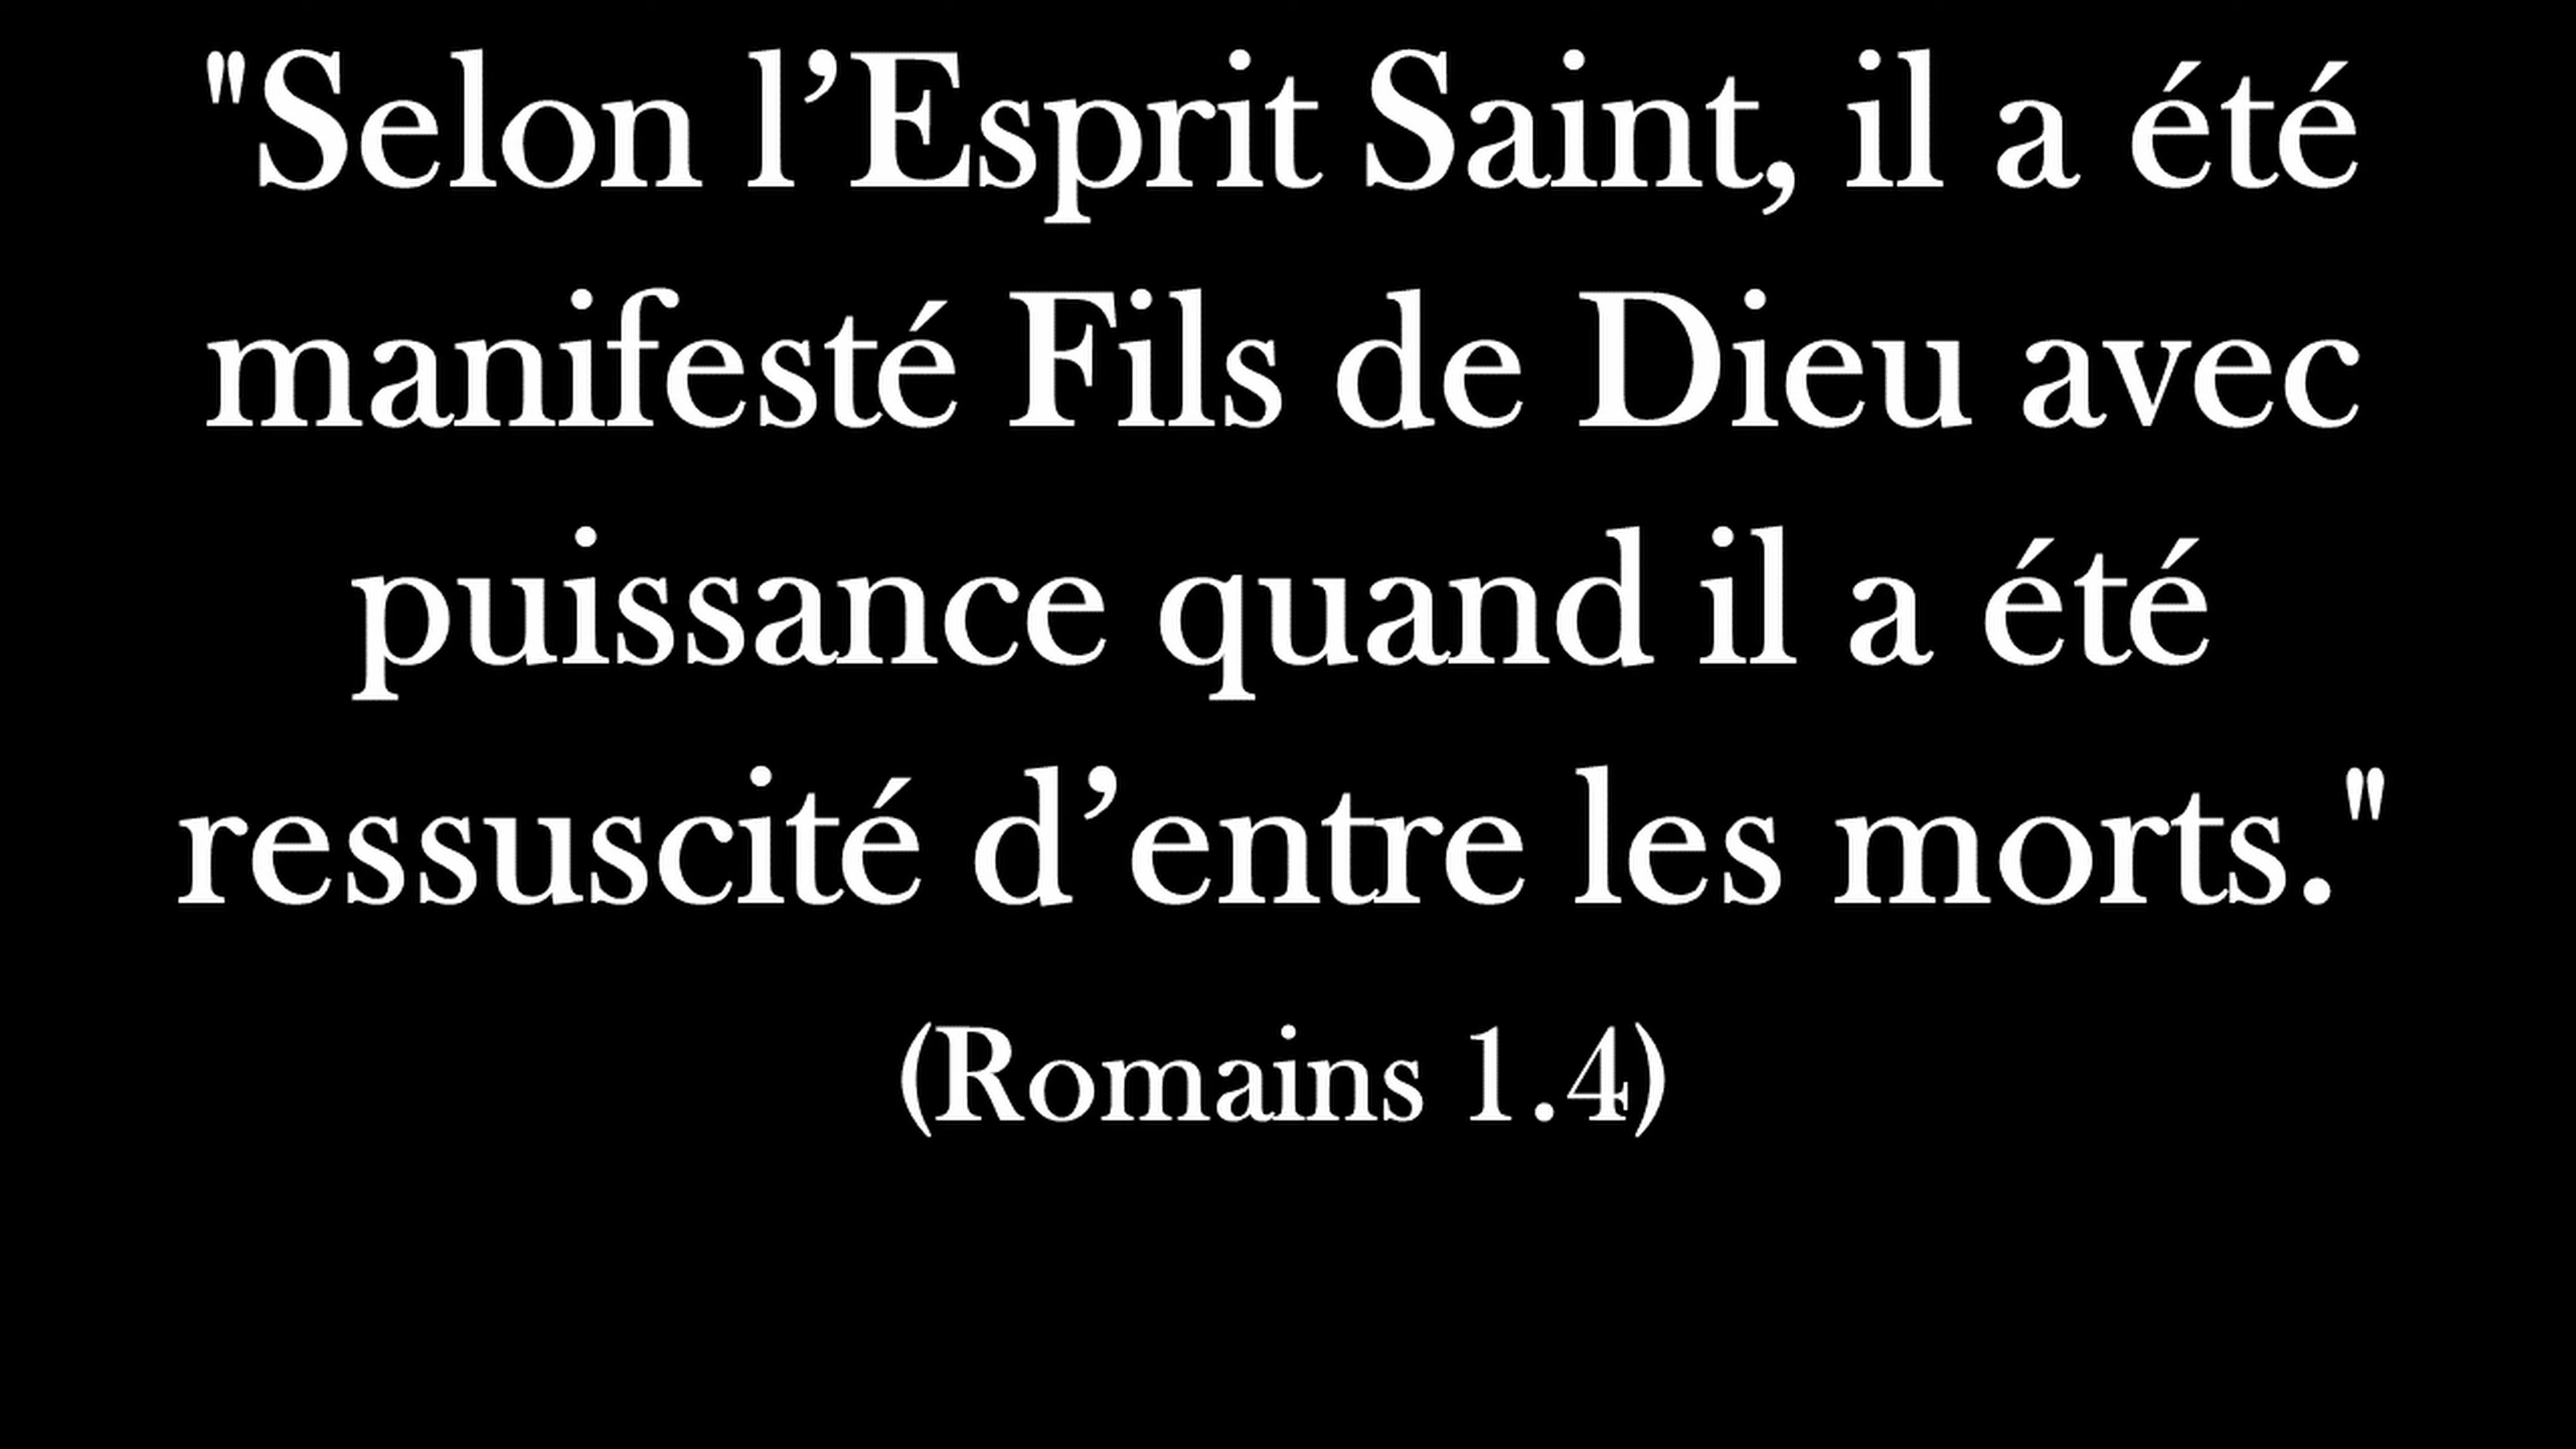 "Selon l’Esprit Saint, il a été
manifesté Fils de Dieu avec
puissance quand il a été
ressuscité d’entre les morts."
(Romains 1.4)